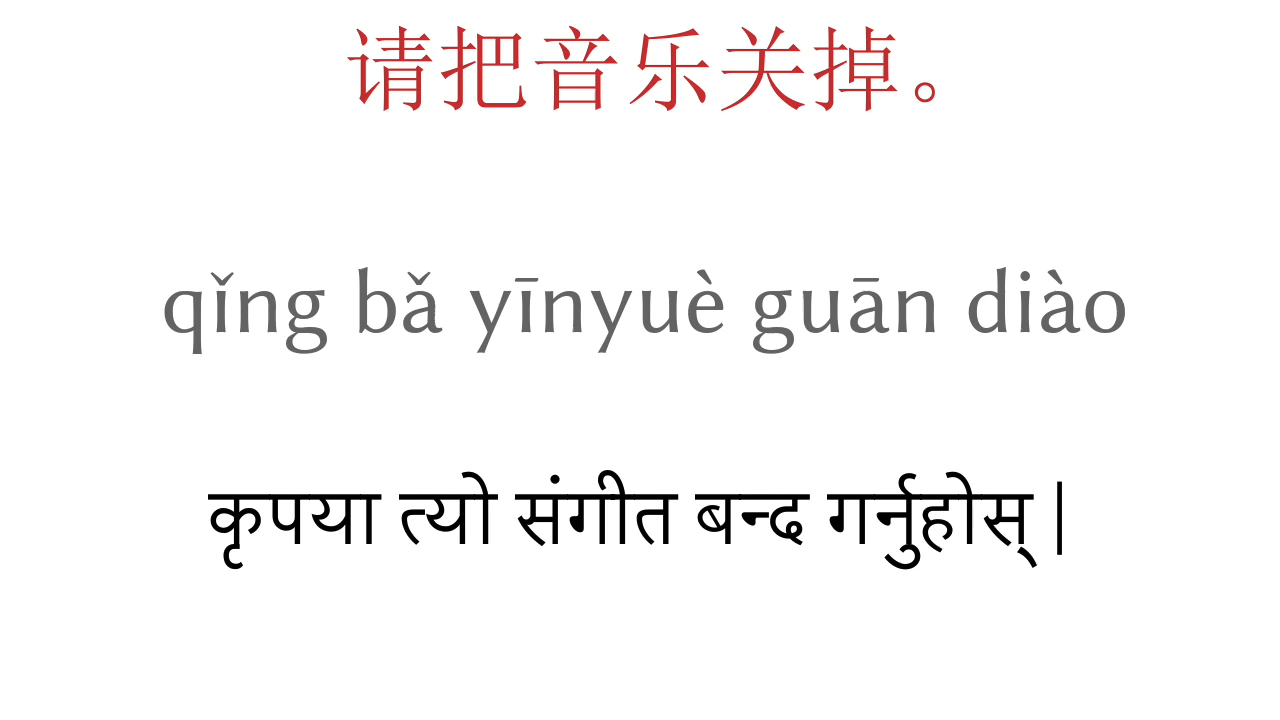 请把音乐关掉。
qǐng bǎ yīnyuè guān diào
कृपया त्यो संगीत बन्द गर्नुहोस् |